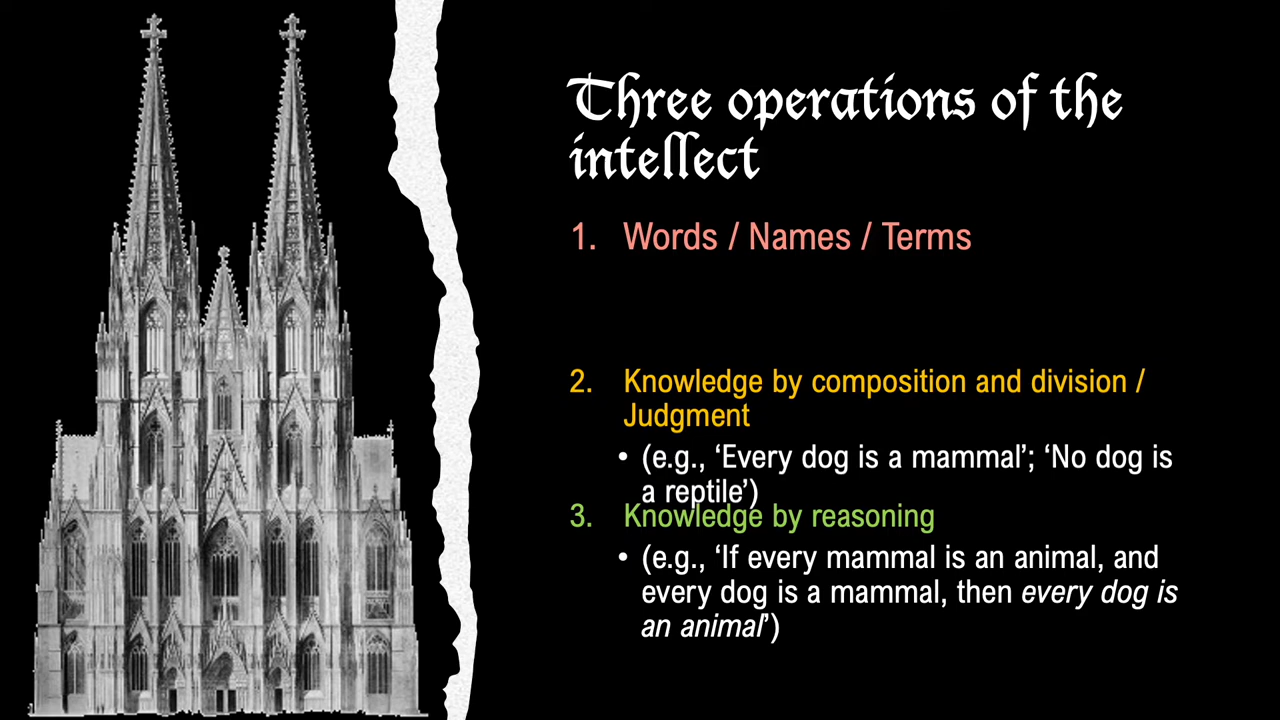 Three operations of the
intellect
1. Words / Names / Terms
2. Knowledge by composition and division /
Judgment
• (e.g., ‘Every dog is a mammal’; ‘No dog is
a reptile’)
3. Knowledge by reasoning
• (e.g., ‘If every mammal is an animal, and
every dog is a mammal, then every dog is
an animal’)